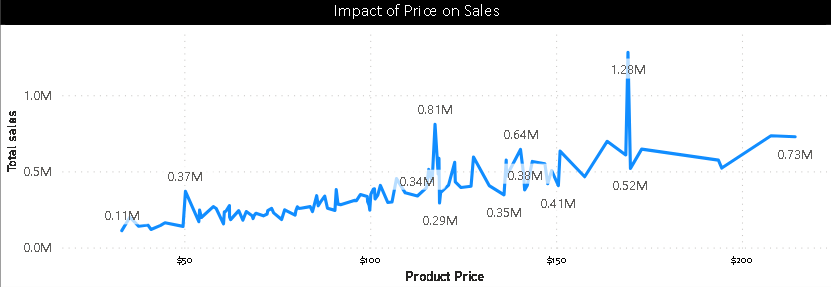 Impact of Price on Sales
Total sales
1.0M
0.5M
0.0M
0.11M
0.37M
0.34M
0.81M
0.29M
0.35M
0.64M
0.38M
0.41M
1.28M
0.52M
0.73M
$50
$100
$150
$200
Product Price